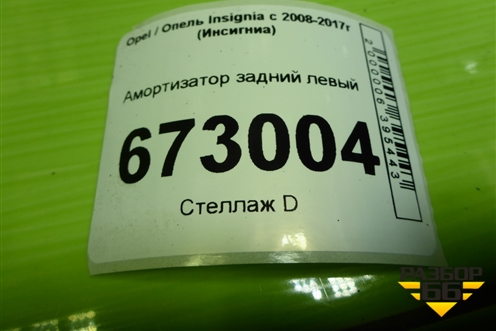 Opel / Опель Insignia с 2008-2017г
(Инсигниа)
Амортизатор задний левый
673004
Стеллаж D
2000006395443
РАЗБОР
66